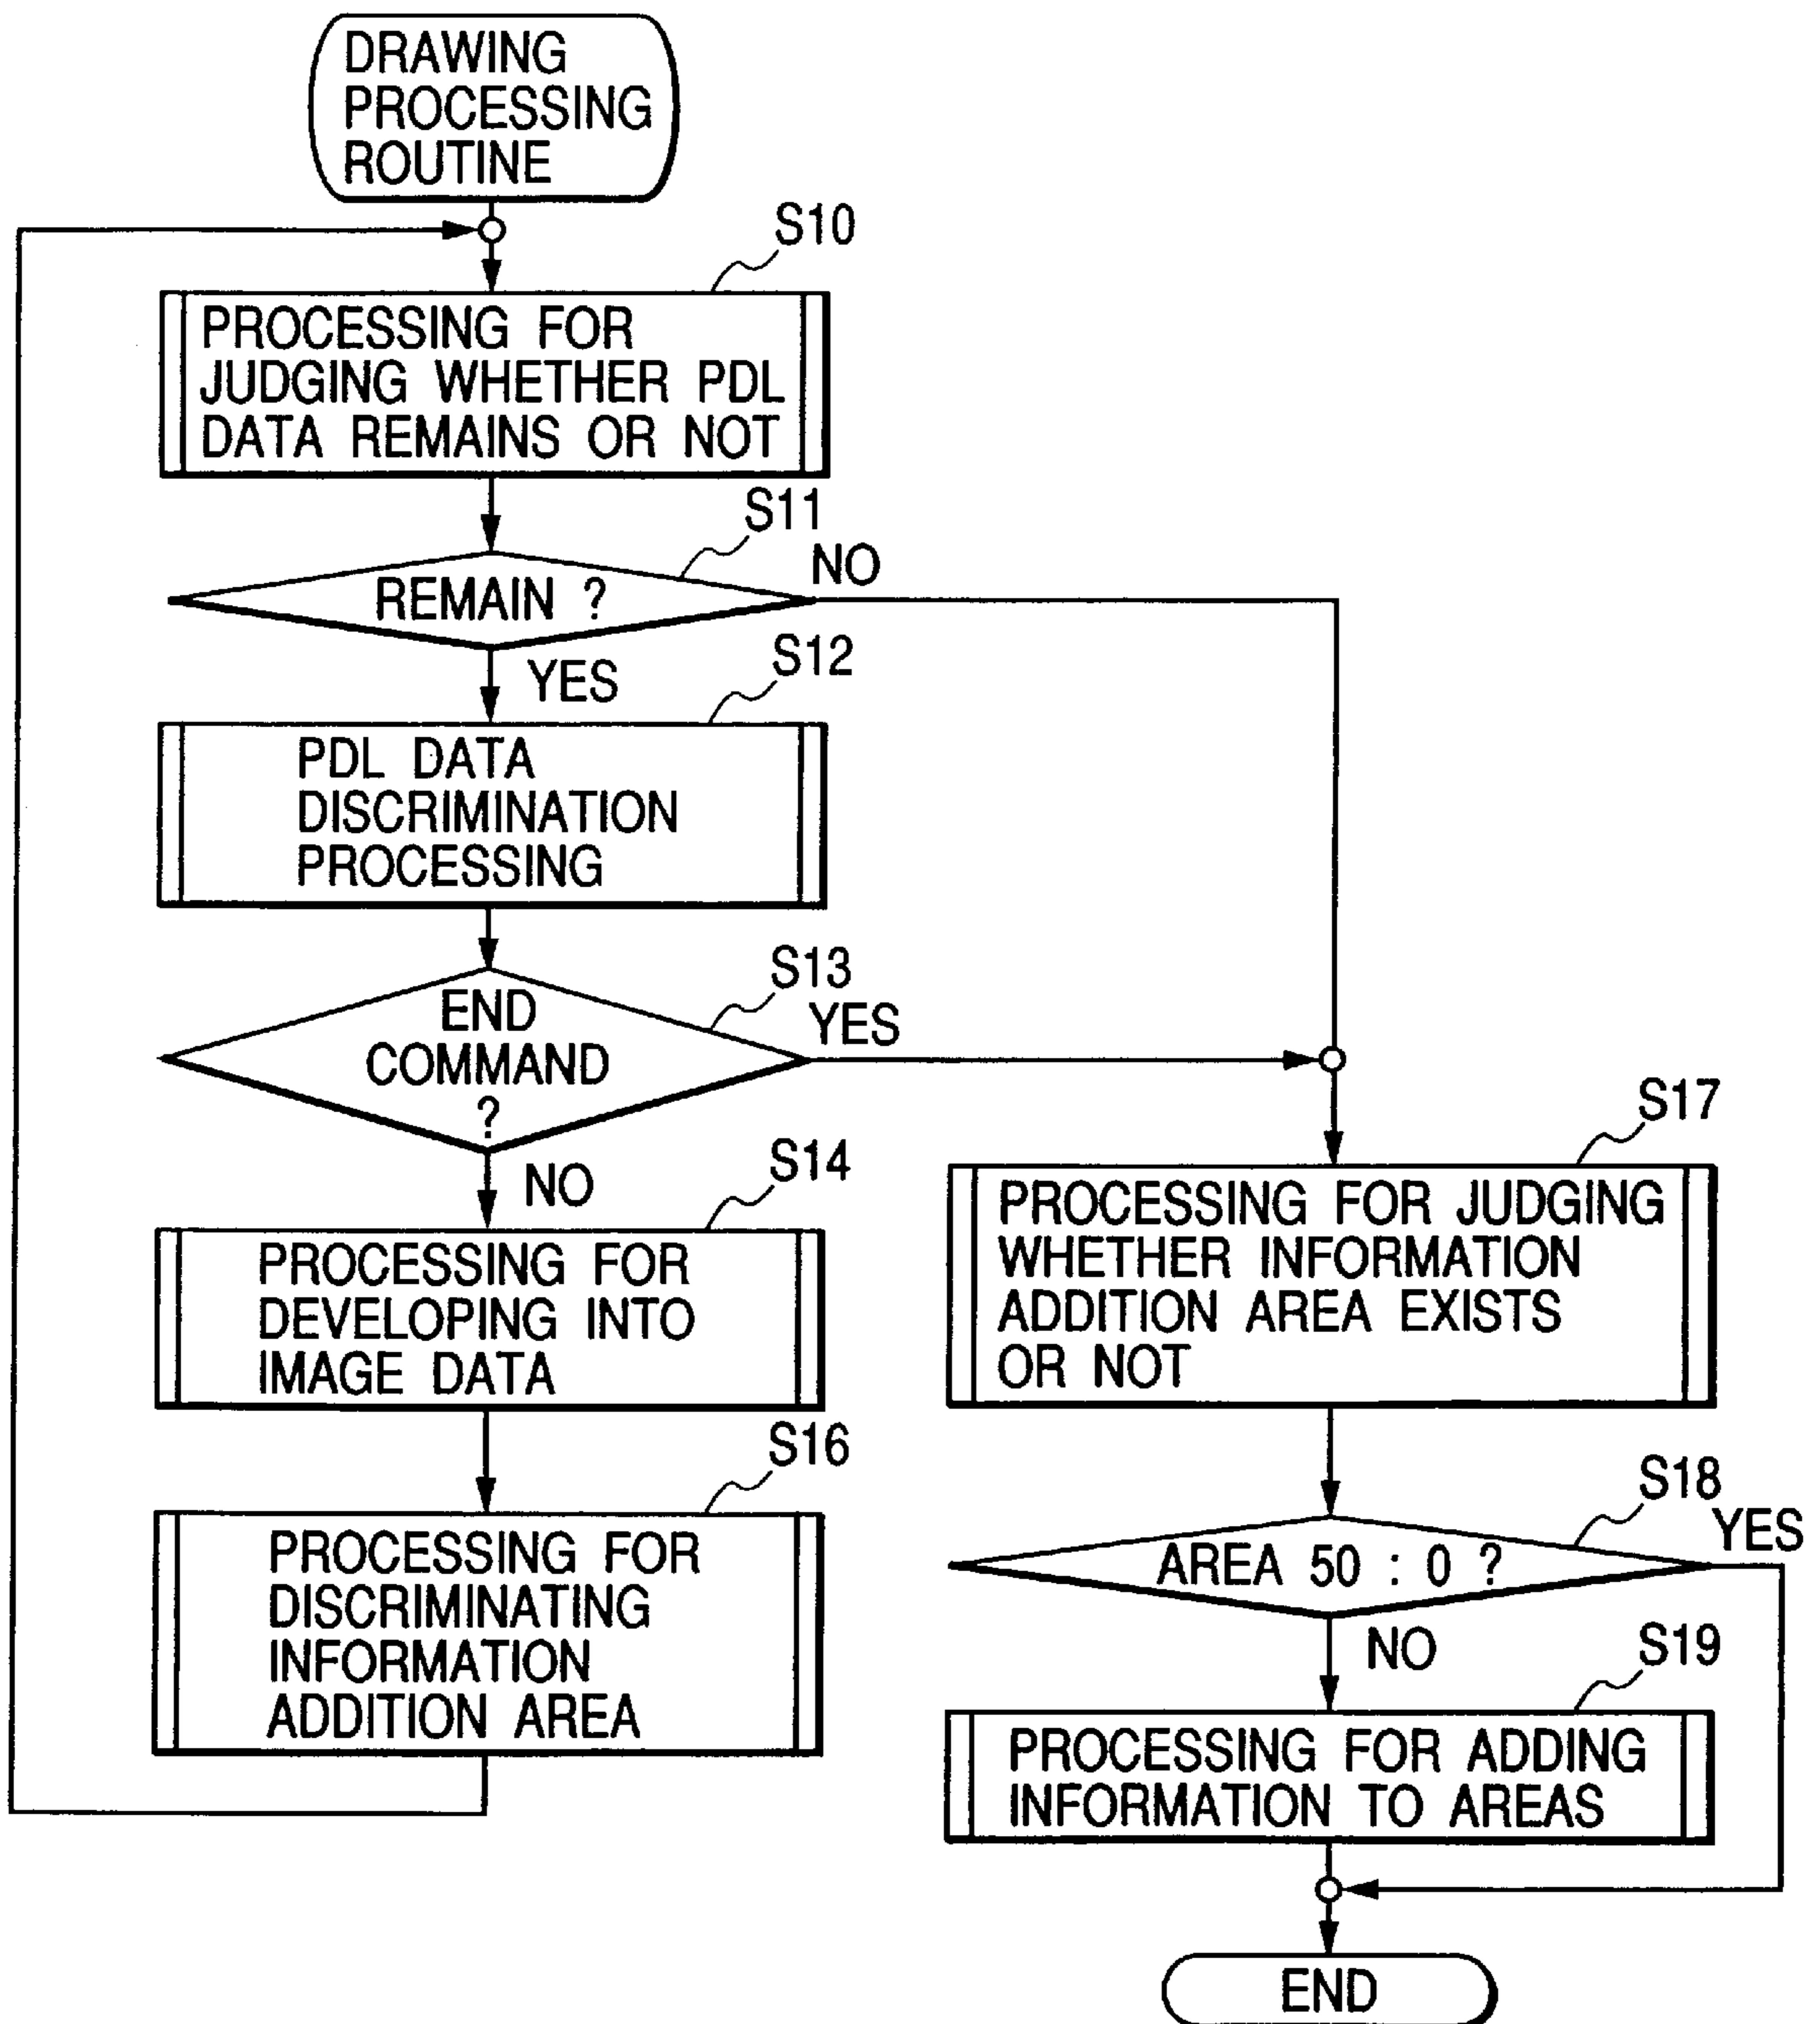 DRAWING
PROCESSING
ROUTINE
S10
PROCESSING FOR
JUDGING WHETHER PDL
DATA REMAINS OR NOT
S11
REMAIN ?
NO
YES
S12
PDL DATA
DISCRIMINATION
PROCESSING
S13
END
COMMAND
?
YES
NO
S14
PROCESSING FOR
DEVELOPING INTO
IMAGE DATA
S16
PROCESSING FOR
DISCRIMINATING
INFORMATION
ADDITION AREA
S17
PROCESSING FOR JUDGING
WHETHER INFORMATION
ADDITION AREA EXISTS
OR NOT
S18
AREA 50 : 0 ?
YES
NO
S19
PROCESSING FOR ADDING
INFORMATION TO AREAS
END